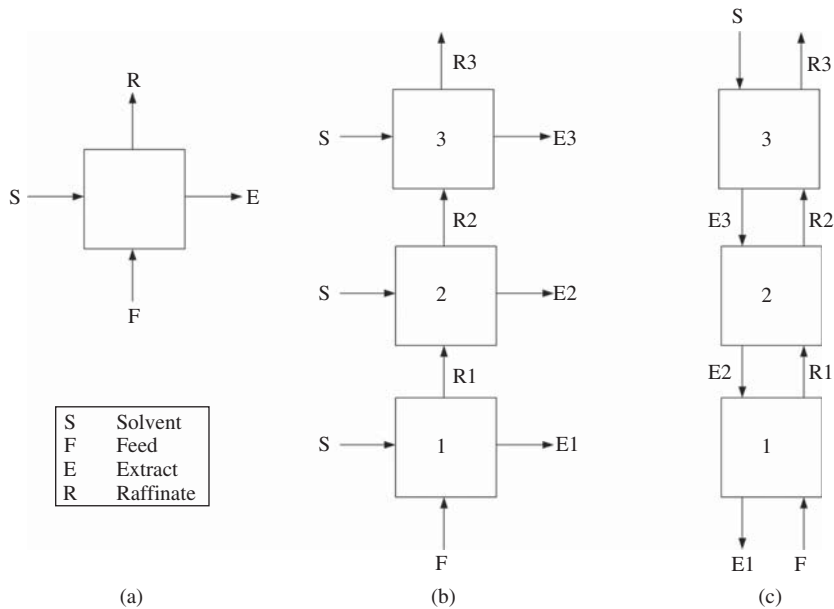 R
S
E
F
S Solvent
F Feed
E Extract
R Raffinate
(a)
R3
S
3
E3
R2
S
2
E2
R1
S
1
E1
F
(b)
S
R3
3
E3
R2
2
E2
R1
1
E1
F
(c)